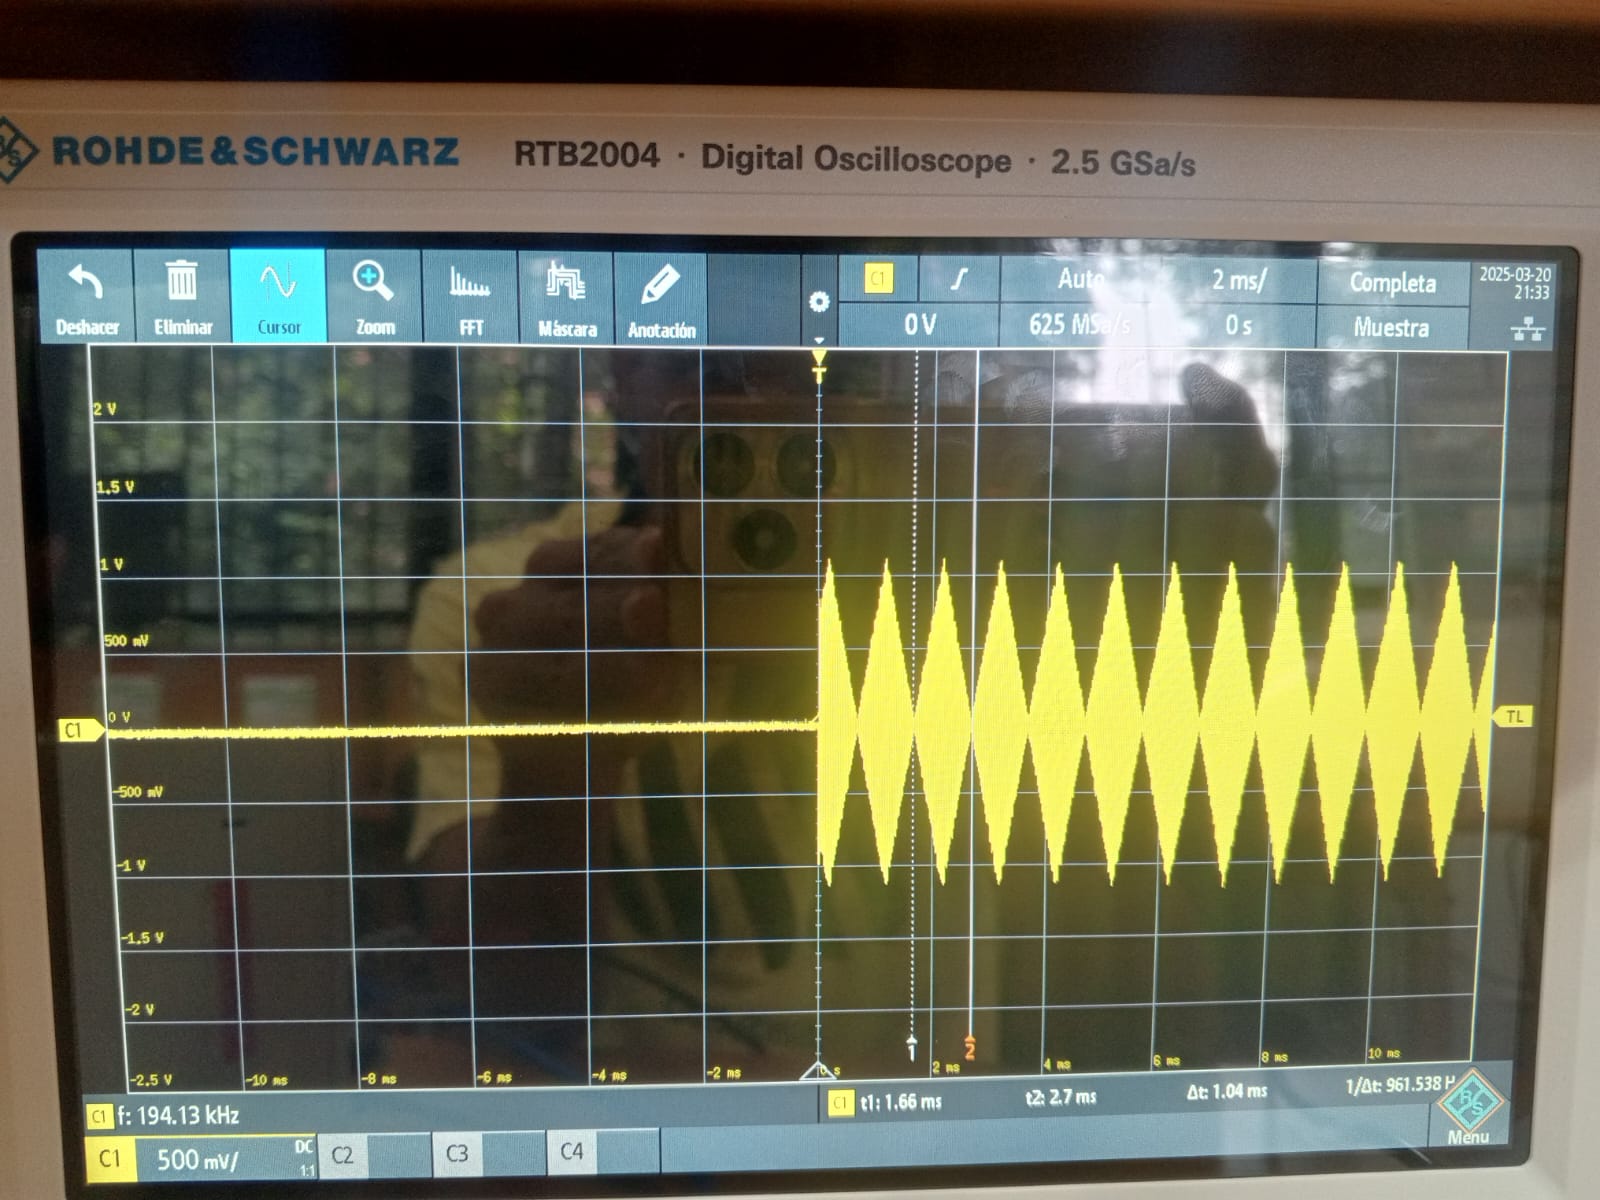 ROHDE&SCHWARZ RTB2004 · Digital Oscilloscope · 2.5 GSa/s
Deshacer Eliminar Cursor Zoom FFT Máscara Anotación
C1 Auto 2 ms/ Completa 2025-03-20
21:33
0 V 625 MSa/s 0 s Muestra
T
2 V
1.5 V
1 V
500 mV
0 V
C1
TL
-500 mV
-1 V
-1.5 V
-2 V
1 2
-2.5 V -10 ms -8 ms -6 ms -4 ms -2 ms 0 s 2 ms 4 ms 6 ms 8 ms 10 ms
C1 f: 194.13 kHz C1 t1: 1.66 ms t2: 2.7 ms Δt: 1.04 ms 1/Δt: 961.538 H
R/S
Menu
C1 500 mV/ DC
1:1
C2 C3 C4